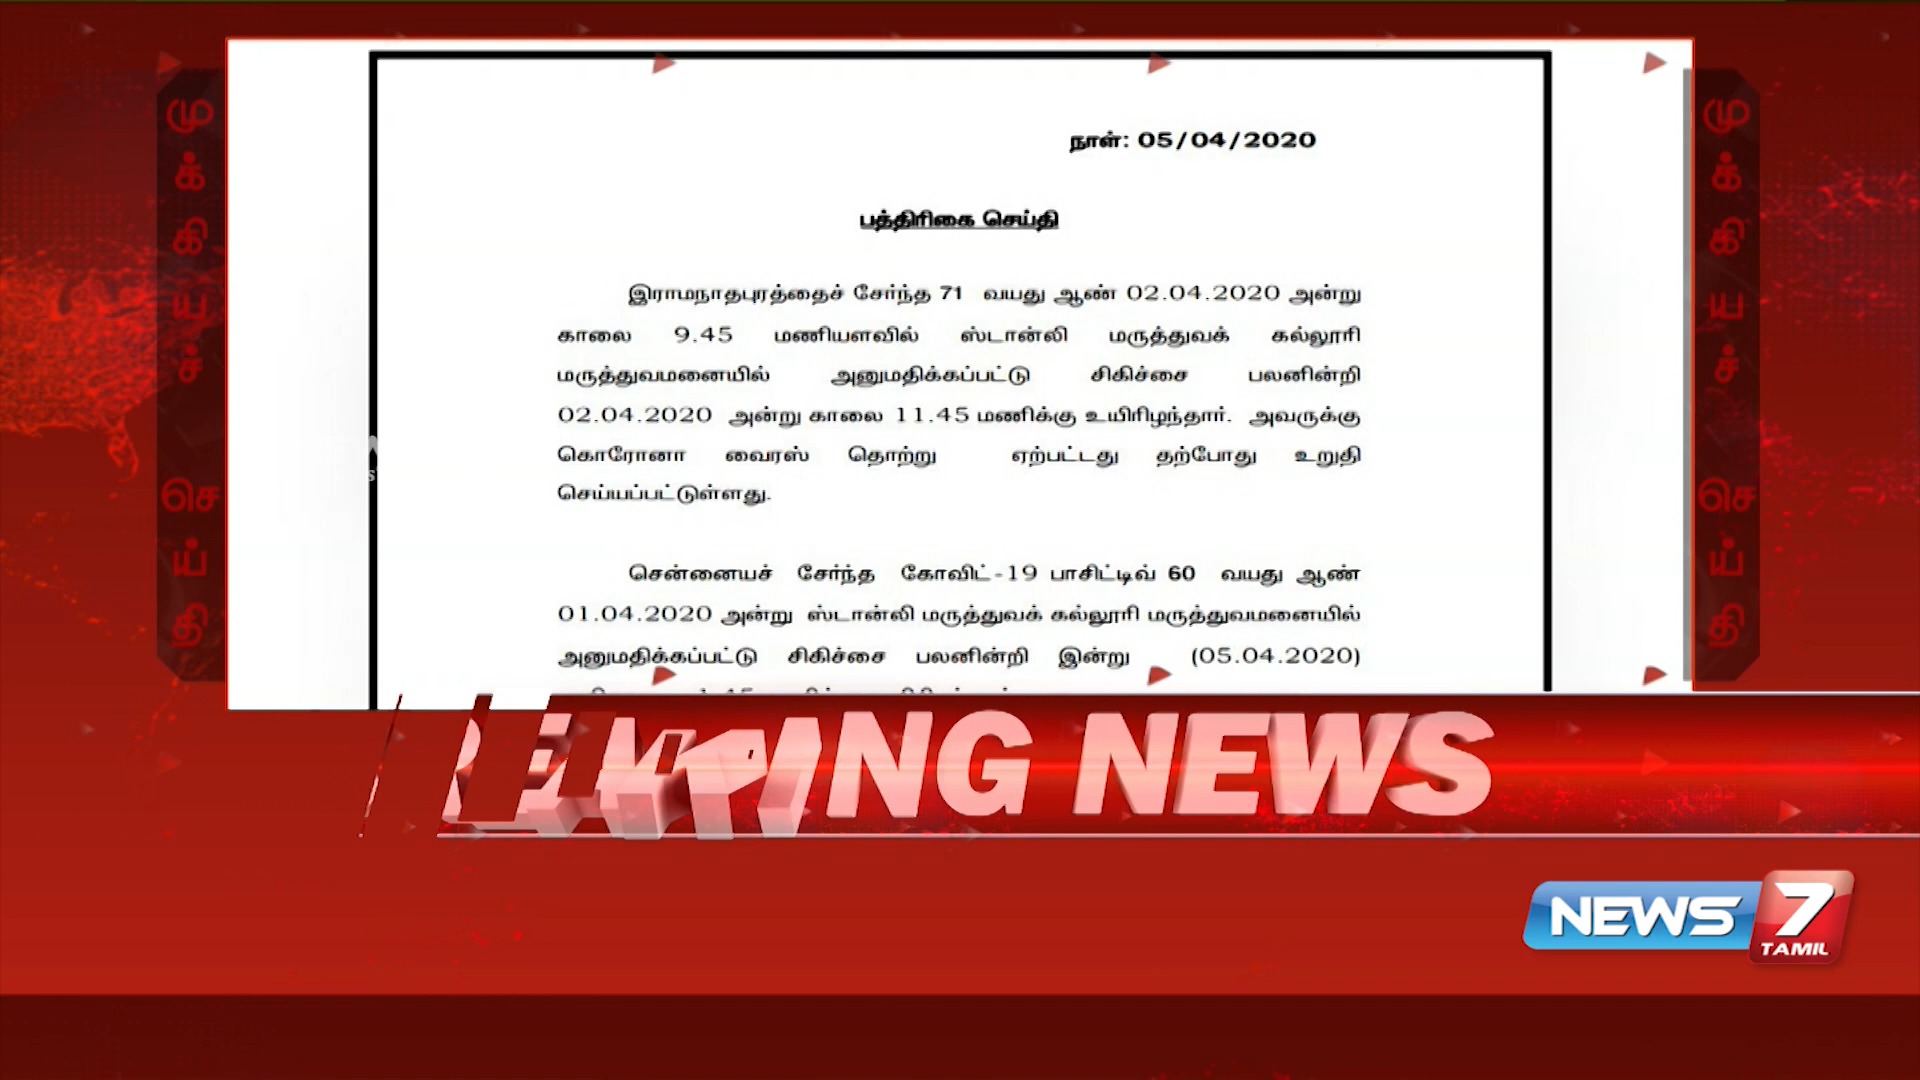 நாள்: 05/04/2020
பத்திரிகை செய்தி
இராமநாதபுரத்தைச் சேர்ந்த 71 வயது ஆண் 02.04.2020 அன்று
காலை 9.45 மணியளவில் ஸ்டான்லி மருத்துவக் கல்லூரி
மருத்துவமனையில் அனுமதிக்கப்பட்டு சிகிச்சை பலனின்றி
02.04.2020 அன்று காலை 11.45 மணிக்கு உயிரிழந்தார். அவருக்கு
கொரோனா வைரஸ் தொற்று ஏற்பட்டது தற்போது உறுதி
செய்யப்பட்டுள்ளது.
சென்னையச் சேர்ந்த கோவிட்-19 பாசிட்டிவ் 60 வயது ஆண்
01.04.2020 அன்று ஸ்டான்லி மருத்துவக் கல்லூரி மருத்துவமனையில்
அனுமதிக்கப்பட்டு சிகிச்சை பலனின்றி இன்று (05.04.2020)
முக்கியச் செய்தி
முக்கியச் செய்தி
NEWS
NEWS 7
TAMIL